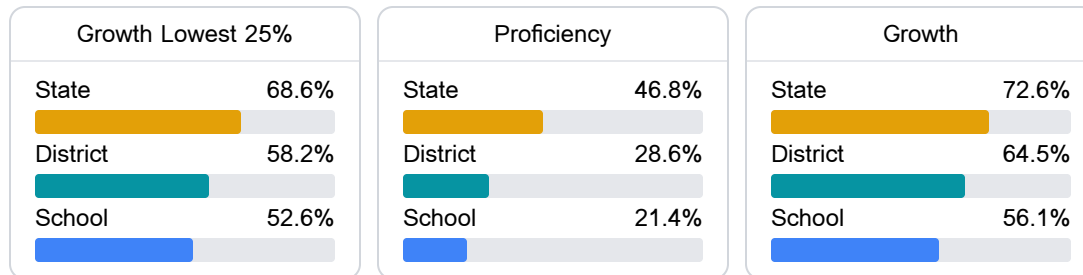 Growth Lowest 25%
State 68.6%
District 58.2%
School 52.6%
Proficiency
State 46.8%
District 28.6%
School 21.4%
Growth
State 72.6%
District 64.5%
School 56.1%